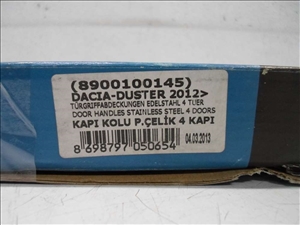 (8900100145)
DACIA-DUSTER 2012>
TÜRGRIFFABDECKUNGEN EDELSTAHL 4 TUER
DOOR HANDLES STAINLESS STEEL 4 DOORS
KAPI KOLU P.ÇELİK 4 KAPI
04.03.2013
8 698797 050654